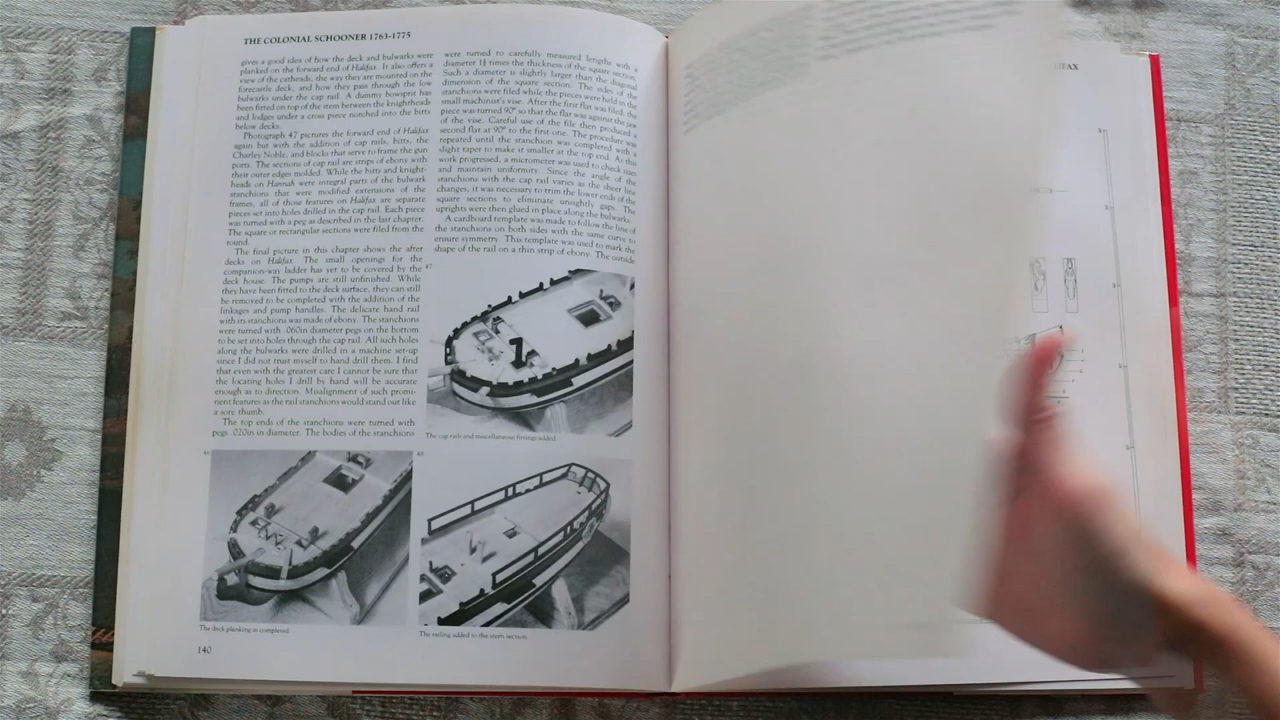 THE COLONIAL SCHOONER 1763-1775
gives a good idea of how the deck and bulwarks were
planked on the forward end of Halifax. It also offers a
view of the catheads, the way they are mounted on the
forecastle deck, and how they pass through the low
bulwarks under the cap rail. A dummy bowsprit has
been fitted on top of the stem between the knightheads
and lodges under a cross piece notched into the bitts
below decks.
Photograph 47 pictures the forward end of Halifax
again but with the addition of cap rails, bitts, the
Charley Noble, and blocks that serve to frame the gun
ports. The sections of cap rail are strips of ebony with
their outer edges molded. While the bitts and knight-
heads on Hannah were integral parts of the bulwark
stanchions that were modified extensions of the
frames, all of those features on Halifax are separate
pieces set into holes drilled in the cap rail. Each piece
was turned with a peg as described in the last chapter.
The square or rectangular sections were filed from the
round.
The final picture in this chapter shows the after
decks on Halifax. The small openings for the
companion-way ladder has yet to be covered by the
deck house. The pumps are still unfinished. While
they have been fitted to the deck surface, they can still
be removed to be completed with the addition of the
linkages and pump handles. The delicate hand rail
with its stanchions was made of ebony. The stanchions
were turned with .060in diameter pegs on the bottom
to be set into holes through the cap rail. All such holes
along the bulwarks were drilled in a machine set-up
since I did not trust myself to hand drill them. I find
that even with the greatest care I cannot be sure that
the locating holes I drill by hand will be accurate
enough as to direction. Misalignment of such promi-
nent features as the rail stanchions would stand out like
a sore thumb.
The top ends of the stanchions were turned with
pegs .020in in diameter. The bodies of the stanchions
were turned to carefully measured lengths with a
diameter 1½ times the thickness of the square section.
Such a diameter is slightly larger than the diagonal
dimension of the square section. The sides of the
stanchions were filed while the pieces were held in the
small machinist's vise. After the first flat was filed, the
piece was turned 90° so that the flat was against the jaw
of the vise. Careful use of the file then produced a
second flat at 90° to the first one. The procedure was
repeated until the stanchion was completed with a
slight taper to make it smaller at the top end. As this
work progressed, a micrometer was used to check sizes
and maintain uniformity. Since the angle of the
stanchions with the cap rail varies as the sheer line
changes, it was necessary to trim the lower ends of the
square sections to eliminate unsightly gaps. The
uprights were then glued in place along the bulwarks.
A cardboard template was made to follow the line of
the stanchions on both sides with the same curve to
ensure symmetry. This template was used to mark the
shape of the rail on a thin strip of ebony. The outside
47
The cap rails and miscellaneous fittings added.
46
The deck planking as completed.
48
The railing added to the stern section.
140
IFAX